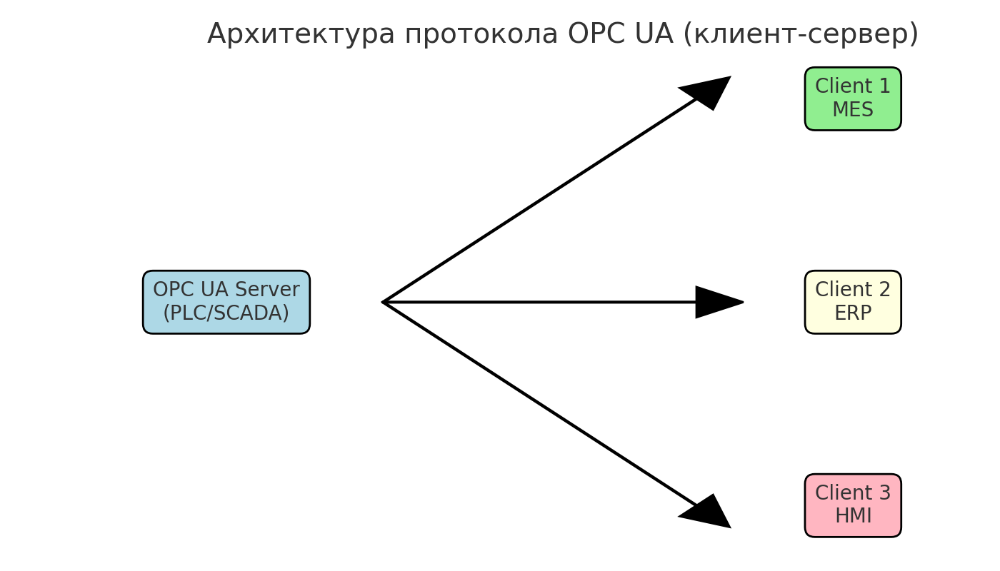 Архитектура протокола OPC UA (клиент-сервер)
Client 1
MES
OPC UA Server
(PLC/SCADA)
Client 2
ERP
Client 3
HMI